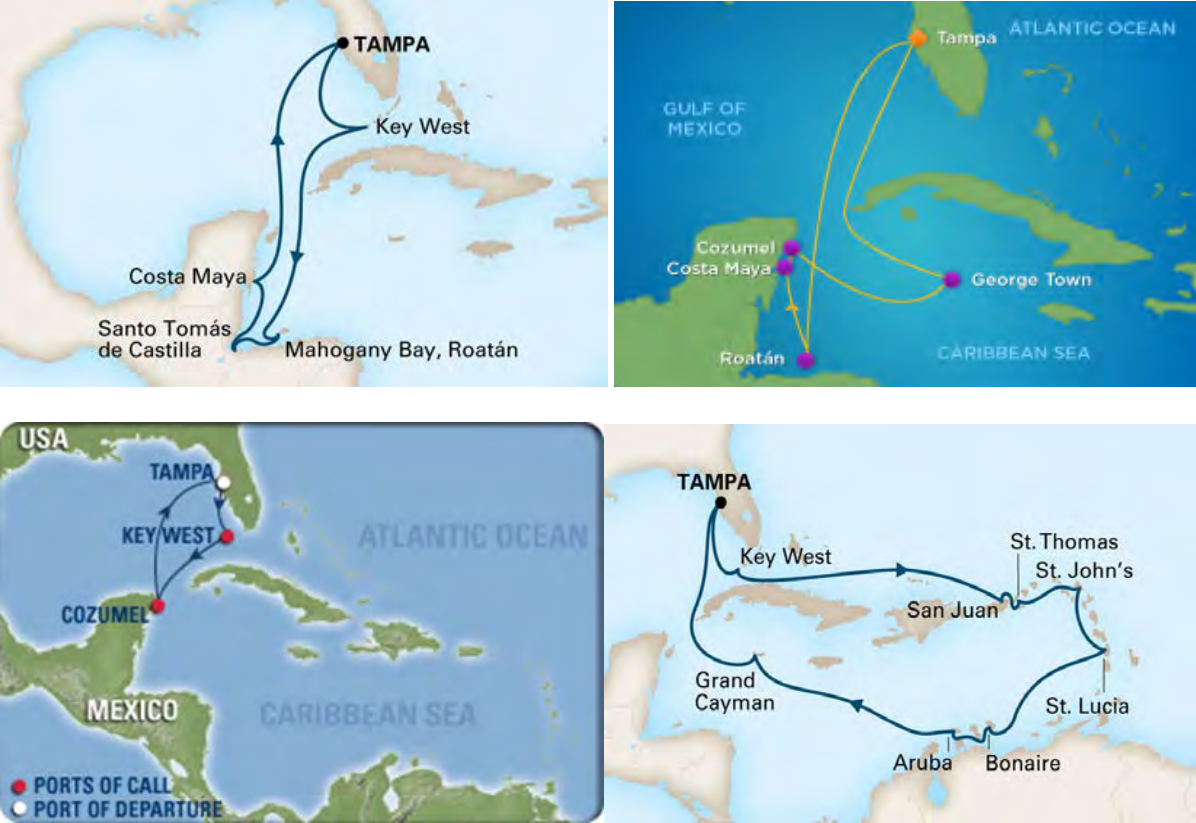 TAMPA
Key West
Costa Maya
Santo Tomás
de Castilla
Mahogany Bay, Roatán
ATLANTIC OCEAN
Tampa
GULF OF
MEXICO
Cozumel
Costa Maya
George Town
Roatán
CARIBBEAN SEA
USA
TAMPA
KEY WEST
ATLANTIC OCEAN
COZUMEL
MEXICO
CARIBBEAN SEA
PORTS OF CALL
PORT OF DEPARTURE
TAMPA
Key West
St. Thomas
St. John's
San Juan
Grand
Cayman
St. Lucia
Aruba
Bonaire